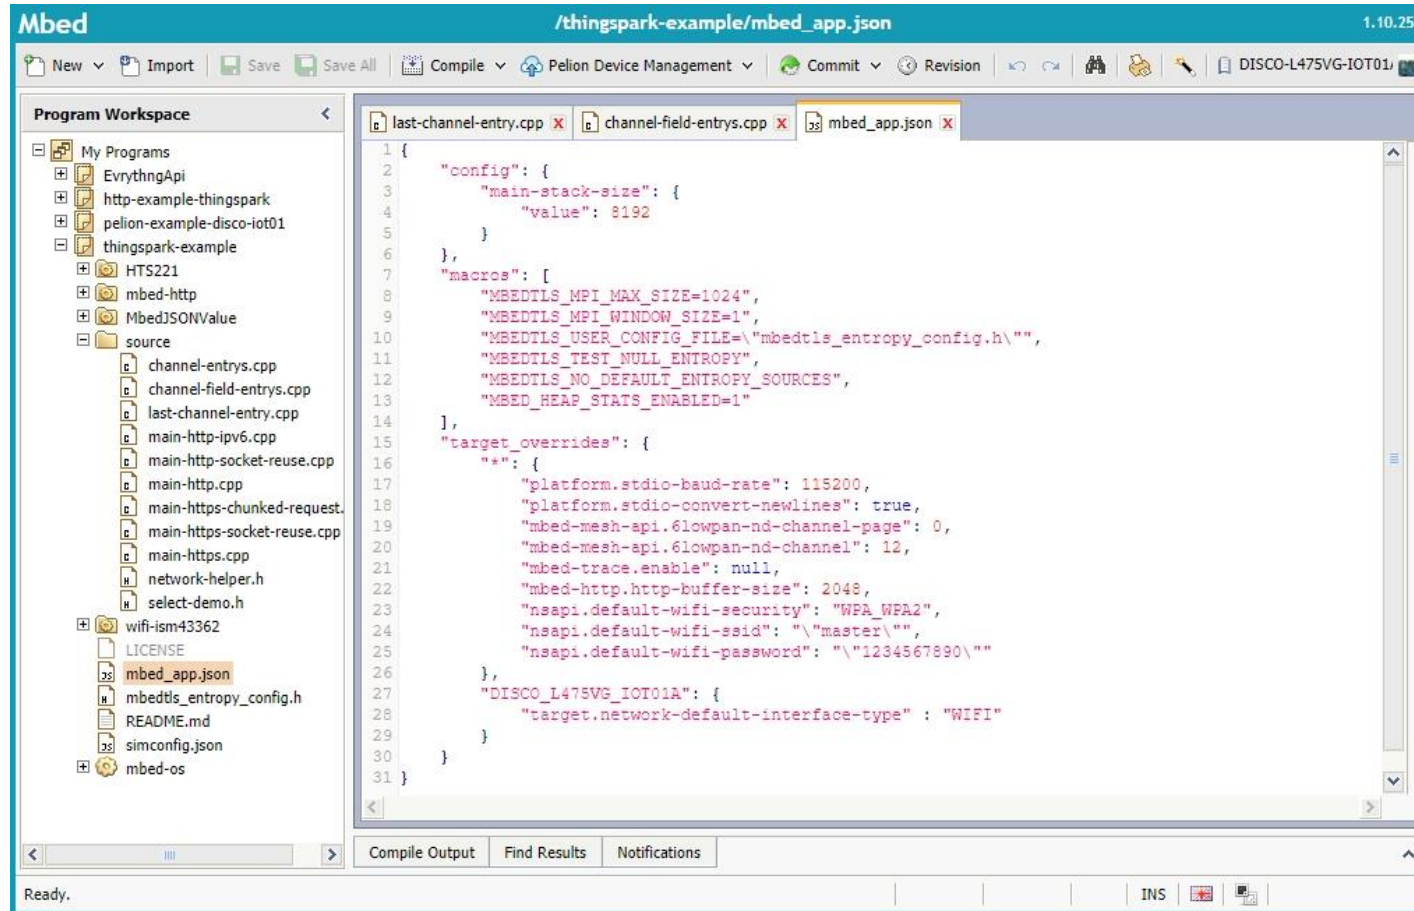 Mbed
/thingspark-example/mbed_app.json
1.10.25
New Import Save Save All Compile Pelion Device Management Commit Revision DISCO-L475VG-IOT01
Program Workspace
My Programs
EvrythngApi
http-example-thingspark
pelion-example-disco-iot01
thingspark-example
HTS221
mbed-http
MbedJSONValue
source
channel-entrys.cpp
channel-field-entrys.cpp
last-channel-entry.cpp
main-http-ipv6.cpp
main-http-socket-reuse.cpp
main-http.cpp
main-https-chunked-request.
main-https-socket-reuse.cpp
main-https.cpp
network-helper.h
select-demo.h
wifi-ism43362
LICENSE
mbed_app.json
mbedtls_entropy_config.h
README.md
simconfig.json
mbed-os
last-channel-entry.cpp channel-field-entrys.cpp mbed_app.json
1 {
2 "config": {
3 "main-stack-size": {
4 "value": 8192
5 }
6 },
7 "macros": [
8 "MBEDTLS_MPI_MAX_SIZE=1024",
9 "MBEDTLS_MPI_WINDOW_SIZE=1",
10 "MBEDTLS_USER_CONFIG_FILE=\"mbedtls_entropy_config.h\"",
11 "MBEDTLS_TEST_NULL_ENTROPY",
12 "MBEDTLS_NO_DEFAULT_ENTROPY_SOURCES",
13 "MBED_HEAP_STATS_ENABLED=1"
14 ],
15 "target_overrides": {
16 "*": {
17 "platform.stdio-baud-rate": 115200,
18 "platform.stdio-convert-newlines": true,
19 "mbed-mesh-api.6lowpan-nd-channel-page": 0,
20 "mbed-mesh-api.6lowpan-nd-channel": 12,
21 "mbed-trace.enable": null,
22 "mbed-http.http-buffer-size": 2048,
23 "nsapi.default-wifi-security": "WPA_WPA2",
24 "nsapi.default-wifi-ssid": "\"master\"",
25 "nsapi.default-wifi-password": "\"1234567890\""
26 },
27 "DISCO_L475VG_IOT01A": {
28 "target.network-default-interface-type" : "WIFI"
29 }
30 }
31 }
Compile Output Find Results Notifications
Ready.
INS